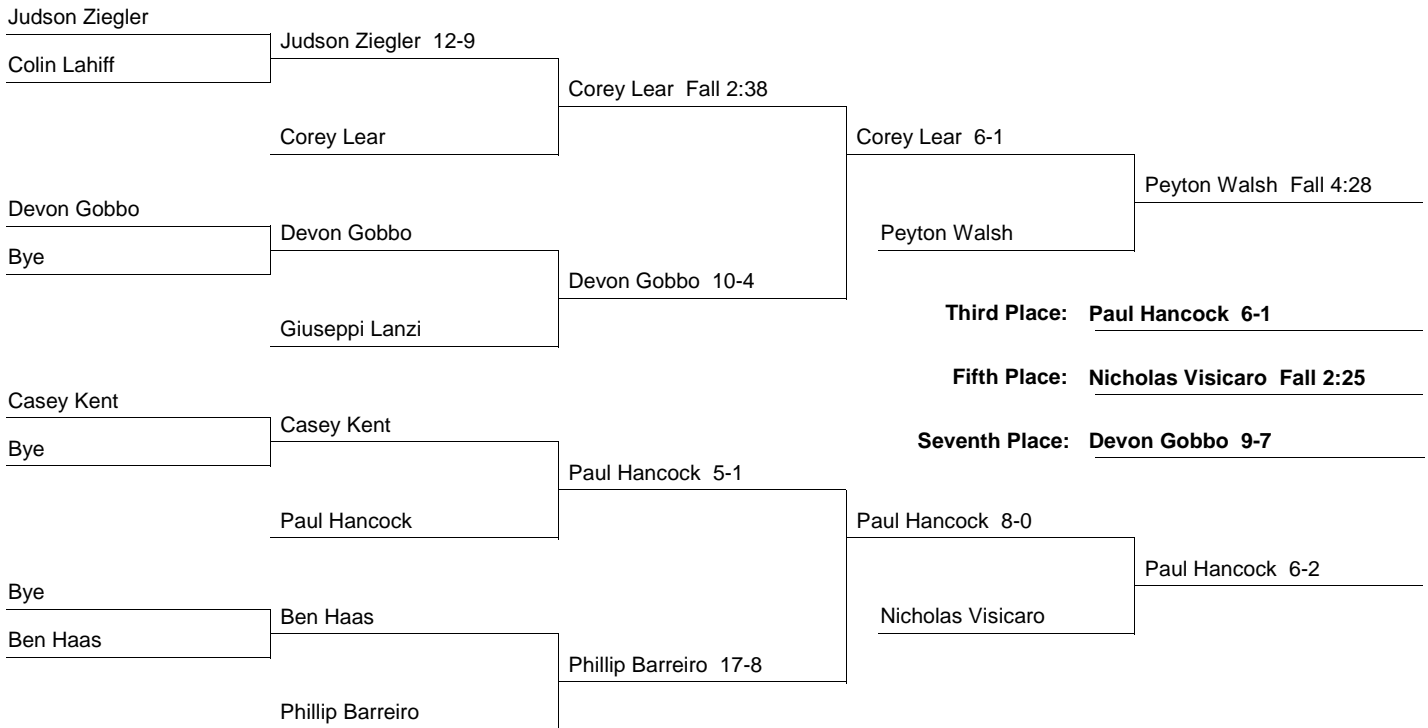 Judson Ziegler
Judson Ziegler 12-9
Colin Lahiff
Corey Lear Fall 2:38
Corey Lear
Corey Lear 6-1
Peyton Walsh Fall 4:28
Devon Gobbo
Devon Gobbo
Peyton Walsh
Bye
Devon Gobbo 10-4
Third Place: Paul Hancock 6-1
Giuseppi Lanzi
Fifth Place: Nicholas Visicaro Fall 2:25
Casey Kent
Casey Kent
Seventh Place: Devon Gobbo 9-7
Bye
Paul Hancock 5-1
Paul Hancock
Paul Hancock 8-0
Paul Hancock 6-2
Bye
Ben Haas
Nicholas Visicaro
Ben Haas
Phillip Barreiro 17-8
Phillip Barreiro